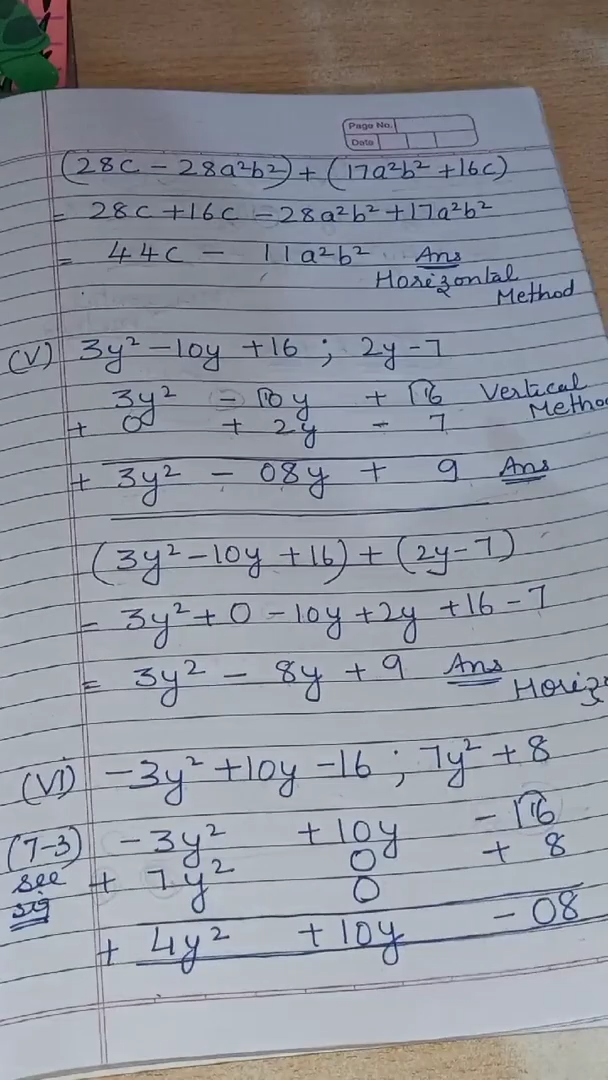 Page No.
Date
(28c - 28a²b²) + (17a²b² + 16c)
= 28c + 16c - 28a²b² + 17a²b²
= 44c - 11a²b² Ans
Horizontal
Method
(V) 3y² - 10y + 16 ; 2y - 7
3y² - 10y + 16 Vertical
+ 0 + 2y - 7 Metho
+ 3y² - 08y + 9 Ans
(3y² - 10y + 16) + (2y - 7)
= 3y² + 0 - 10y + 2y + 16 - 7
= 3y² - 8y + 9 Ans
Horiz
(VI) -3y² + 10y - 16 ; 7y² + 8
(7-3) - 3y² + 10y - 16
see + 7y² 0 + 8
0
+ 4y² + 10y - 08